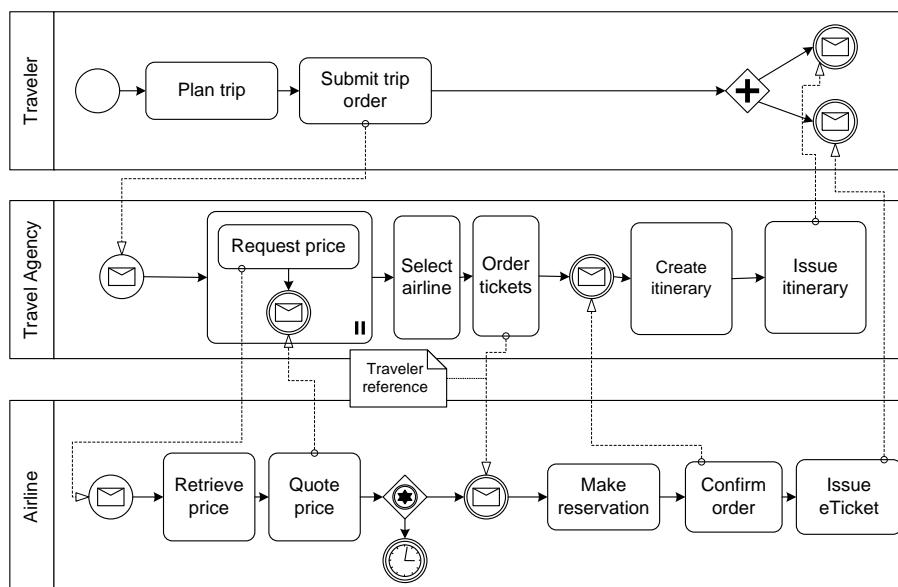 Traveler
Plan trip
Submit trip
order
Travel Agency
Request price
Select
airline
Order
tickets
Create
itinerary
Issue
itinerary
Traveler
reference
Airline
Retrieve
price
Quote
price
Make
reservation
Confirm
order
Issue
eTicket